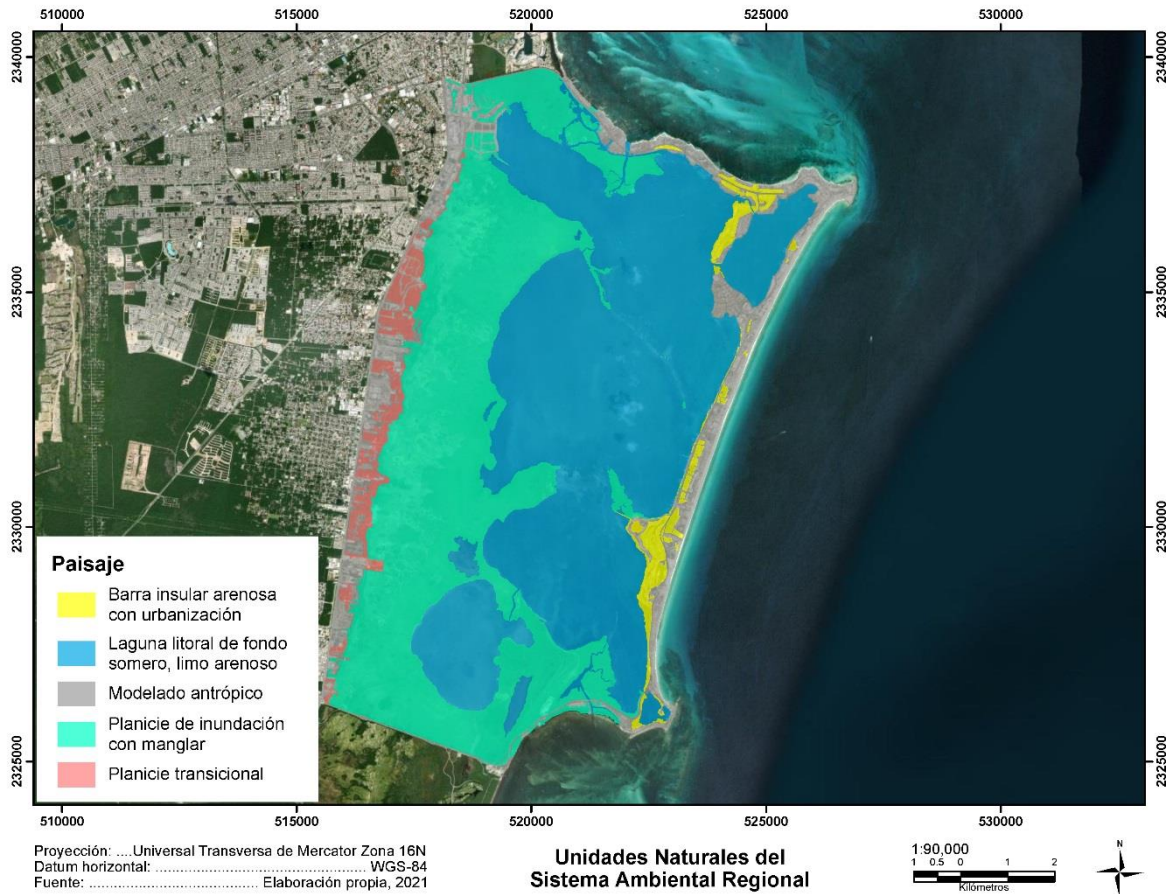 510000 515000 520000 525000 530000
2340000 2340000
2335000 2335000
2330000 2330000
2325000 2325000
Paisaje
Barra insular arenosa
con urbanización
Laguna litoral de fondo
somero, limo arenoso
Modelado antrópico
Planicie de inundación
con manglar
Planicie transicional
510000 515000 520000 525000 530000
Proyección: ....Universal Transversa de Mercator Zona 16N
Datum horizontal: ................................................ WGS-84
Fuente: ........................................ Elaboración propia, 2021
Unidades Naturales del
Sistema Ambiental Regional
1:90,000
1 0.5 0 1 2
Kilómetros
N